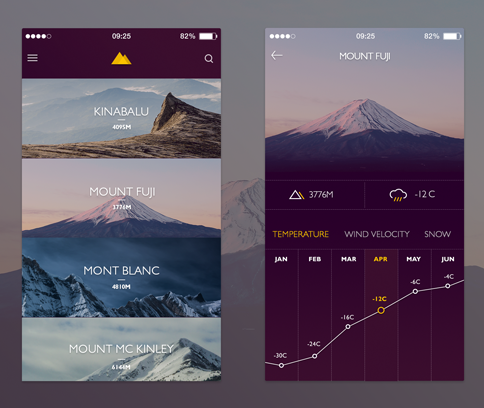 09:25
82%
KINABALU
4095M
MOUNT FUJI
3776M
MONT BLANC
4810M
MOUNT MC KINLEY
6144M
09:25
82%
MOUNT FUJI
3776M
-12 C
TEMPERATURE WIND VELOCITY SNOW
JAN FEB MAR APR MAY JUN
-30C -24C -16C -12C -6C -4C